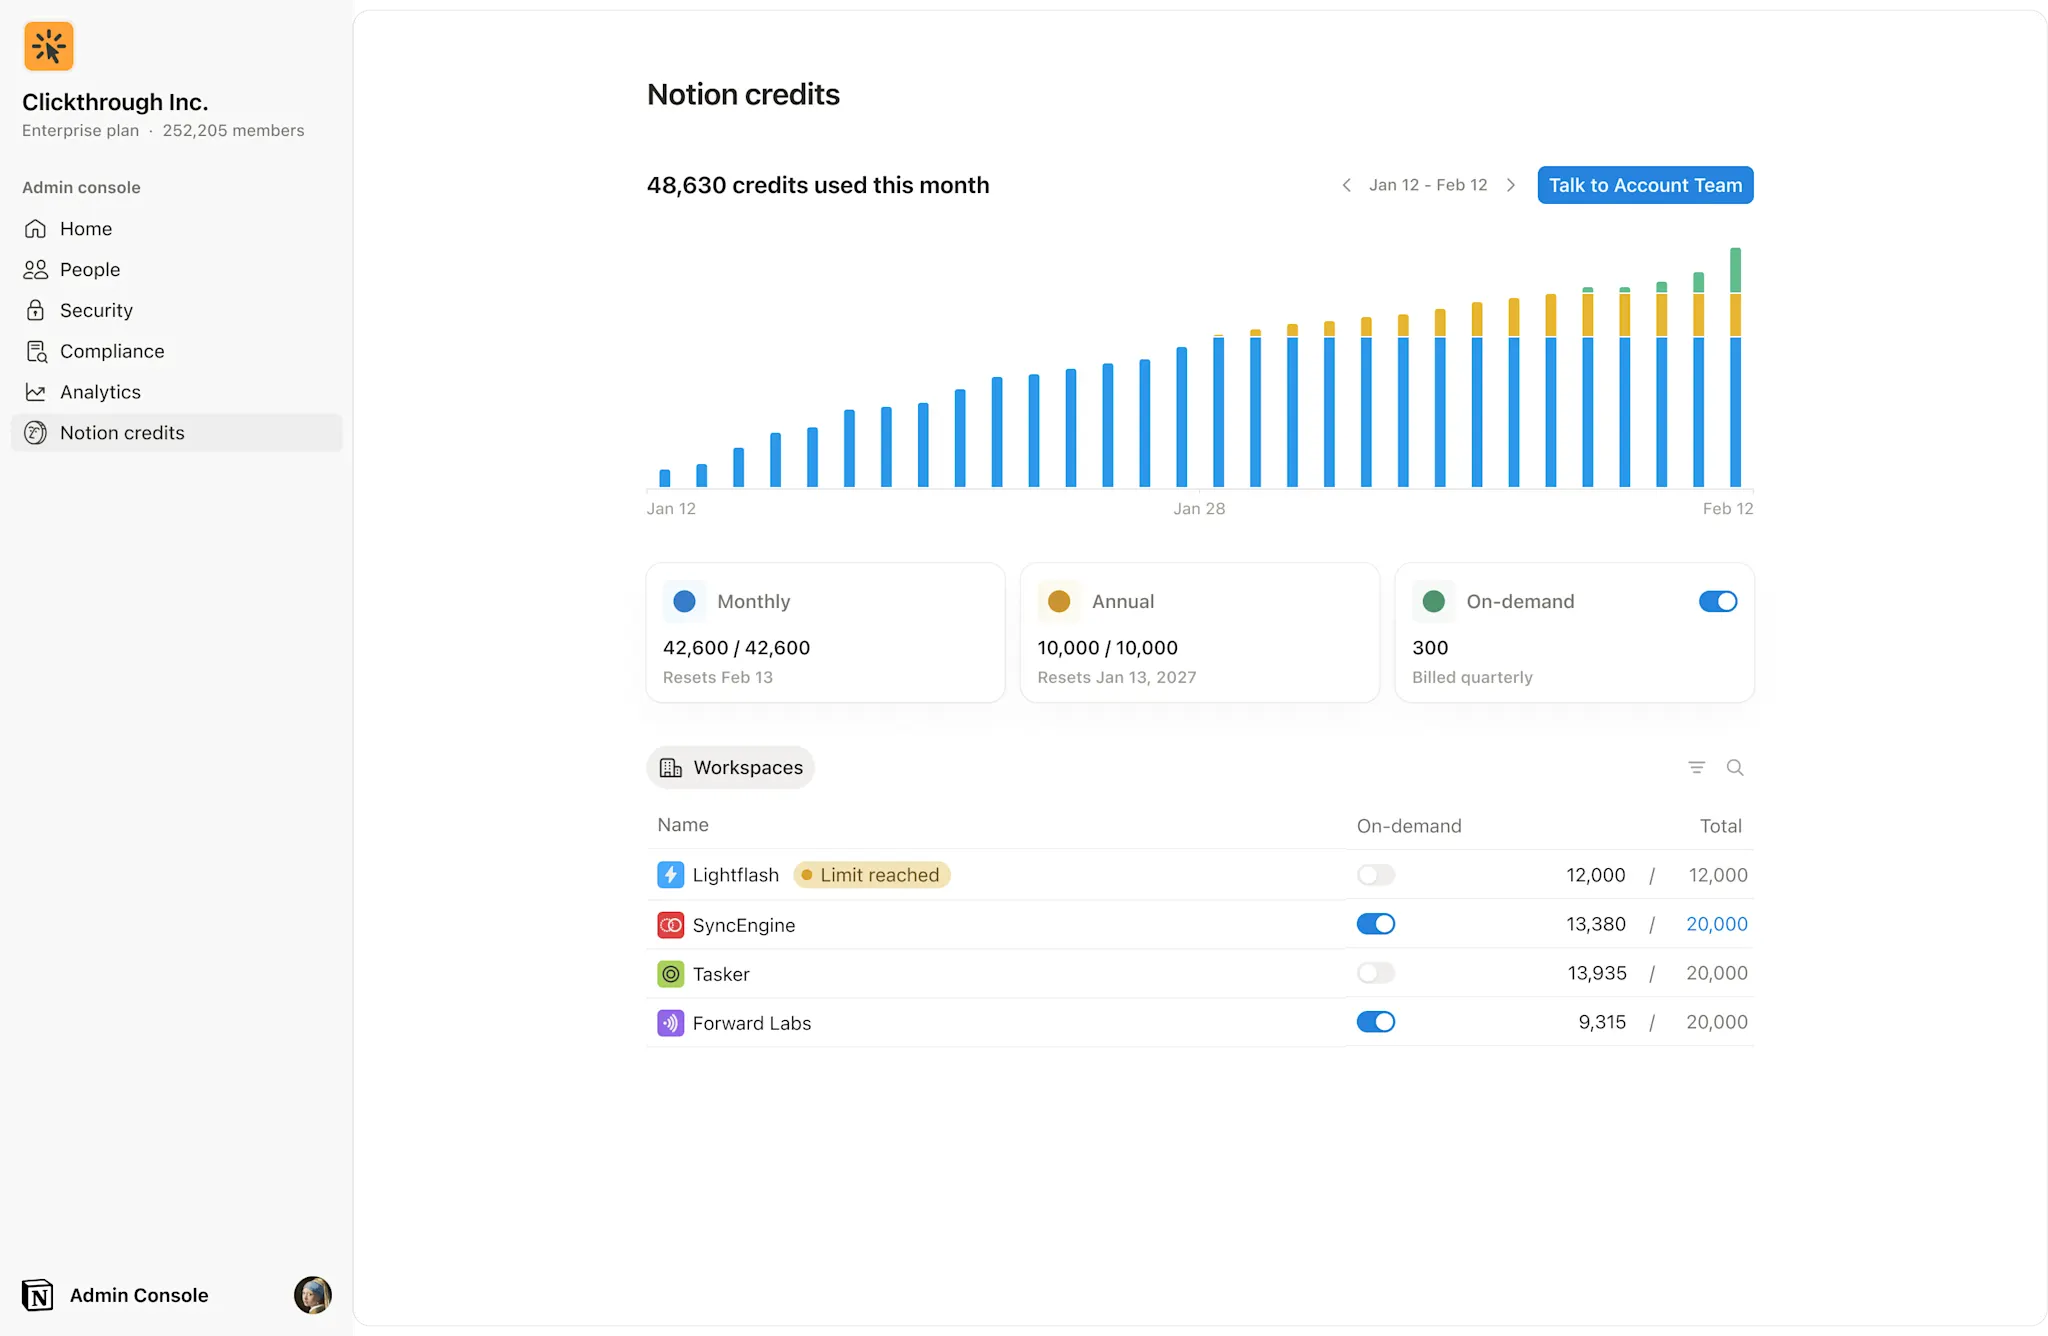 Clickthrough Inc.
Enterprise plan · 252,205 members
Admin console
Home
People
Security
Compliance
Analytics
Notion credits
Admin Console
Notion credits
48,630 credits used this month
Jan 12 - Feb 12
Talk to Account Team
Jan 12
Jan 28
Feb 12
Monthly
42,600 / 42,600
Resets Feb 13
Annual
10,000 / 10,000
Resets Jan 13, 2027
On-demand
300
Billed quarterly
Workspaces
Name On-demand Total
Lightflash Limit reached 12,000 / 12,000
SyncEngine 13,380 / 20,000
Tasker 13,935 / 20,000
Forward Labs 9,315 / 20,000